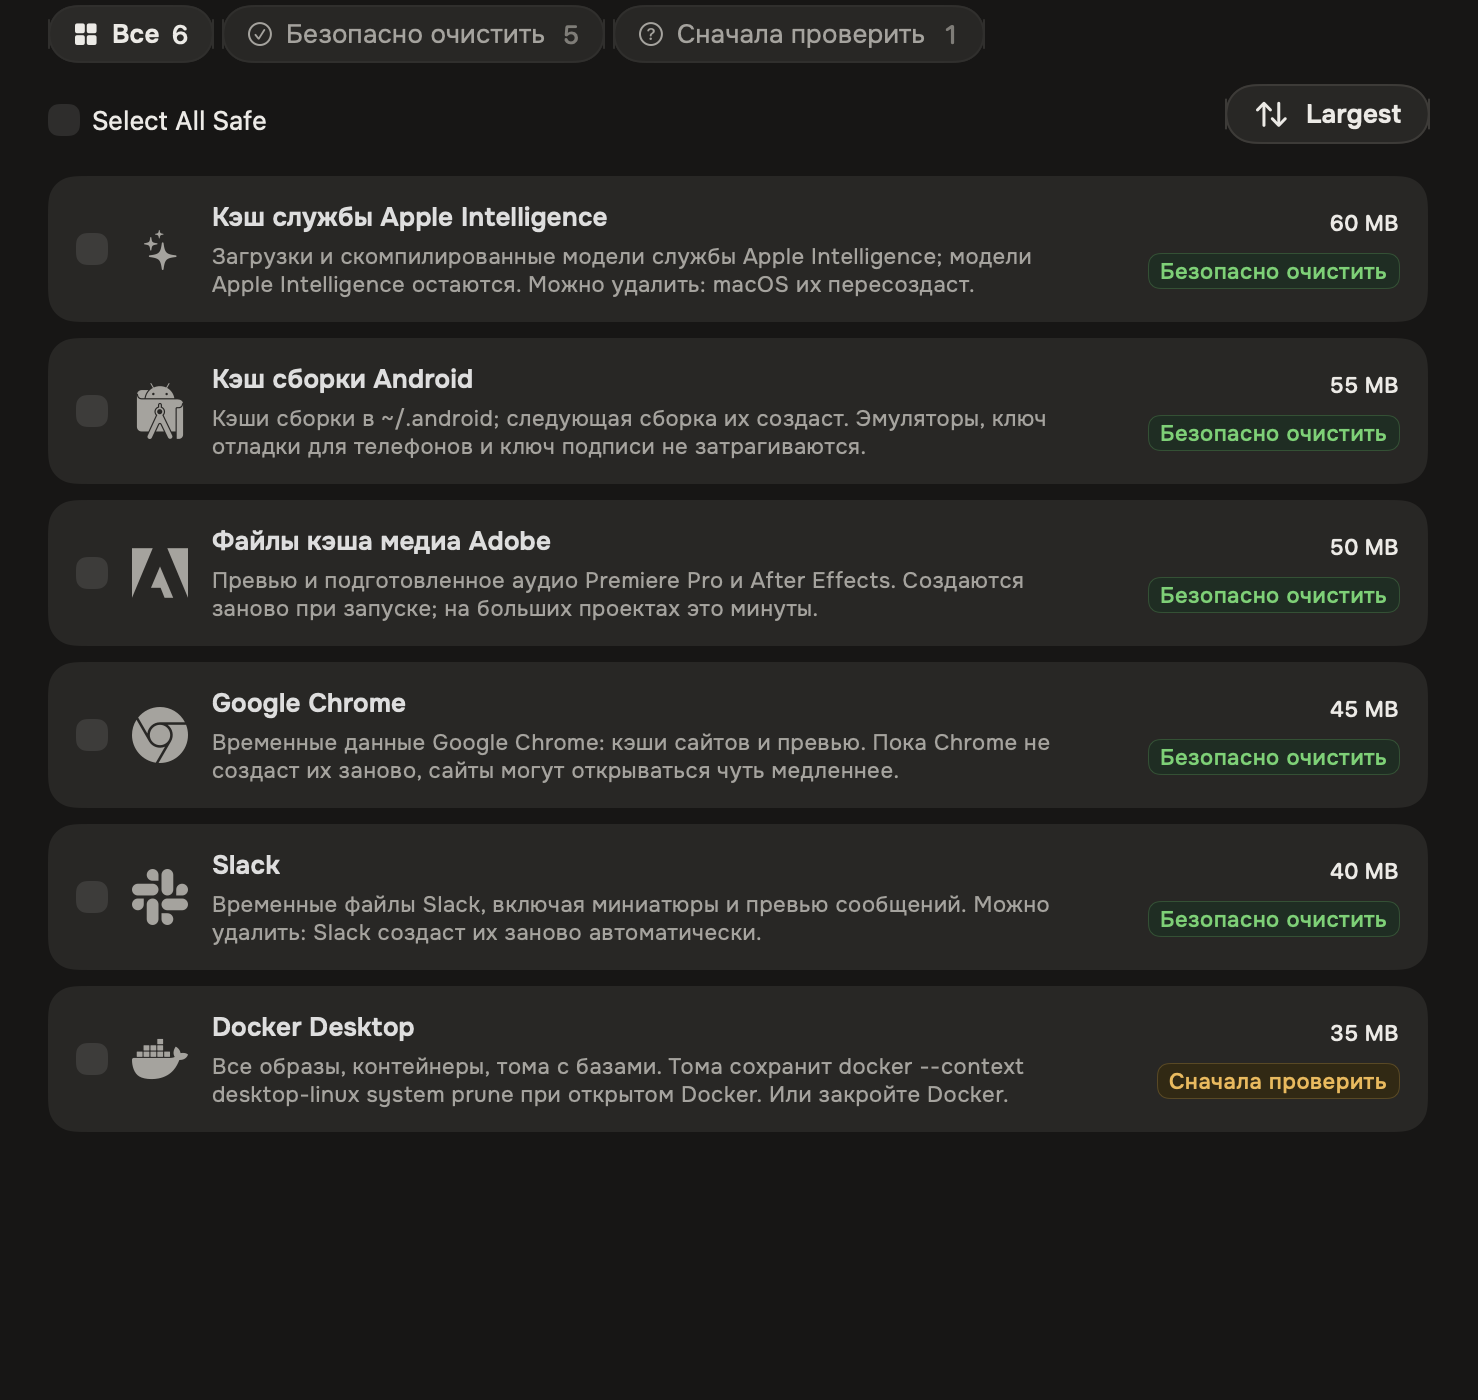 Все 6
Безопасно очистить 5
Сначала проверить 1
Select All Safe
Largest
Кэш службы Apple Intelligence
60 MB
Загрузки и скомпилированные модели службы Apple Intelligence; модели
Apple Intelligence остаются. Можно удалить: macOS их пересоздаст.
Безопасно очистить
Кэш сборки Android
55 MB
Кэши сборки в ~/.android; следующая сборка их создаст. Эмуляторы, ключ
отладки для телефонов и ключ подписи не затрагиваются.
Безопасно очистить
Файлы кэша медиа Adobe
50 MB
Превью и подготовленное аудио Premiere Pro и After Effects. Создаются
заново при запуске; на больших проектах это минуты.
Безопасно очистить
Google Chrome
45 MB
Временные данные Google Chrome: кэши сайтов и превью. Пока Chrome не
создаст их заново, сайты могут открываться чуть медленнее.
Безопасно очистить
Slack
40 MB
Временные файлы Slack, включая миниатюры и превью сообщений. Можно
удалить: Slack создаст их заново автоматически.
Безопасно очистить
Docker Desktop
35 MB
Все образы, контейнеры, тома с базами. Тома сохранит docker --context
desktop-linux system prune при открытом Docker. Или закройте Docker.
Сначала проверить